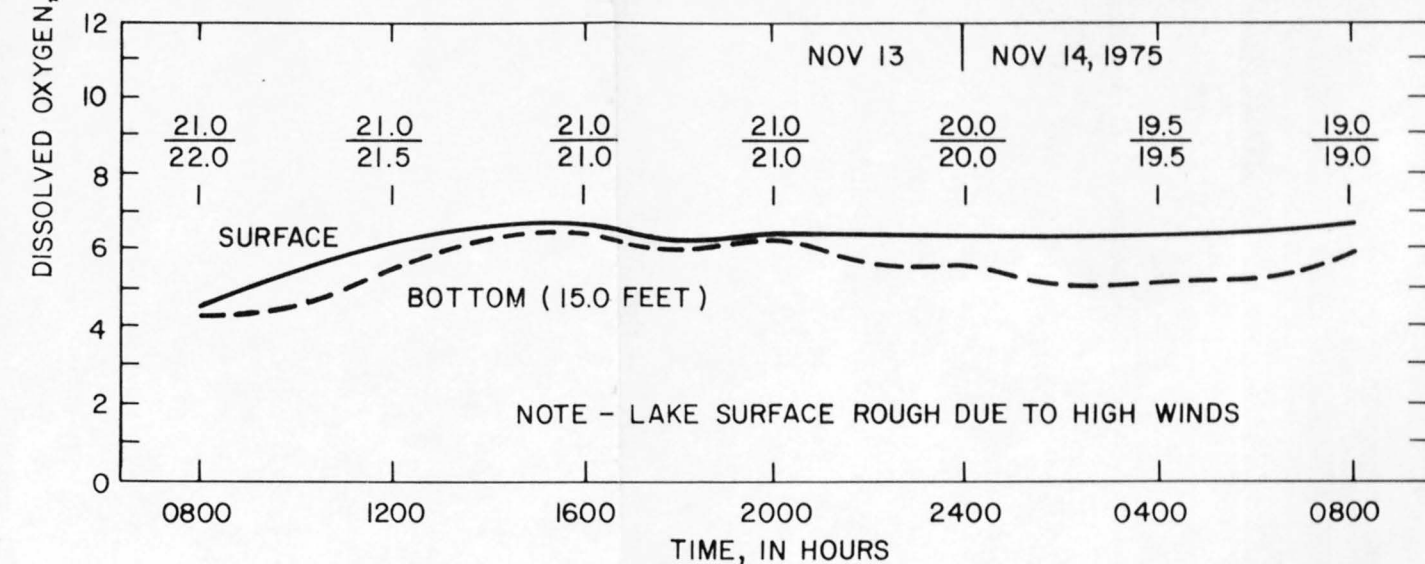 DISSOLVED OXYGEN,
12
10
8
6
4
2
0
NOV 13 | NOV 14, 1975
21.0 21.0 21.0 21.0 20.0 19.5 19.0
22.0 21.5 21.0 21.0 20.0 19.5 19.0
SURFACE
BOTTOM (15.0 FEET)
NOTE - LAKE SURFACE ROUGH DUE TO HIGH WINDS
0800 1200 1600 2000 2400 0400 0800
TIME, IN HOURS